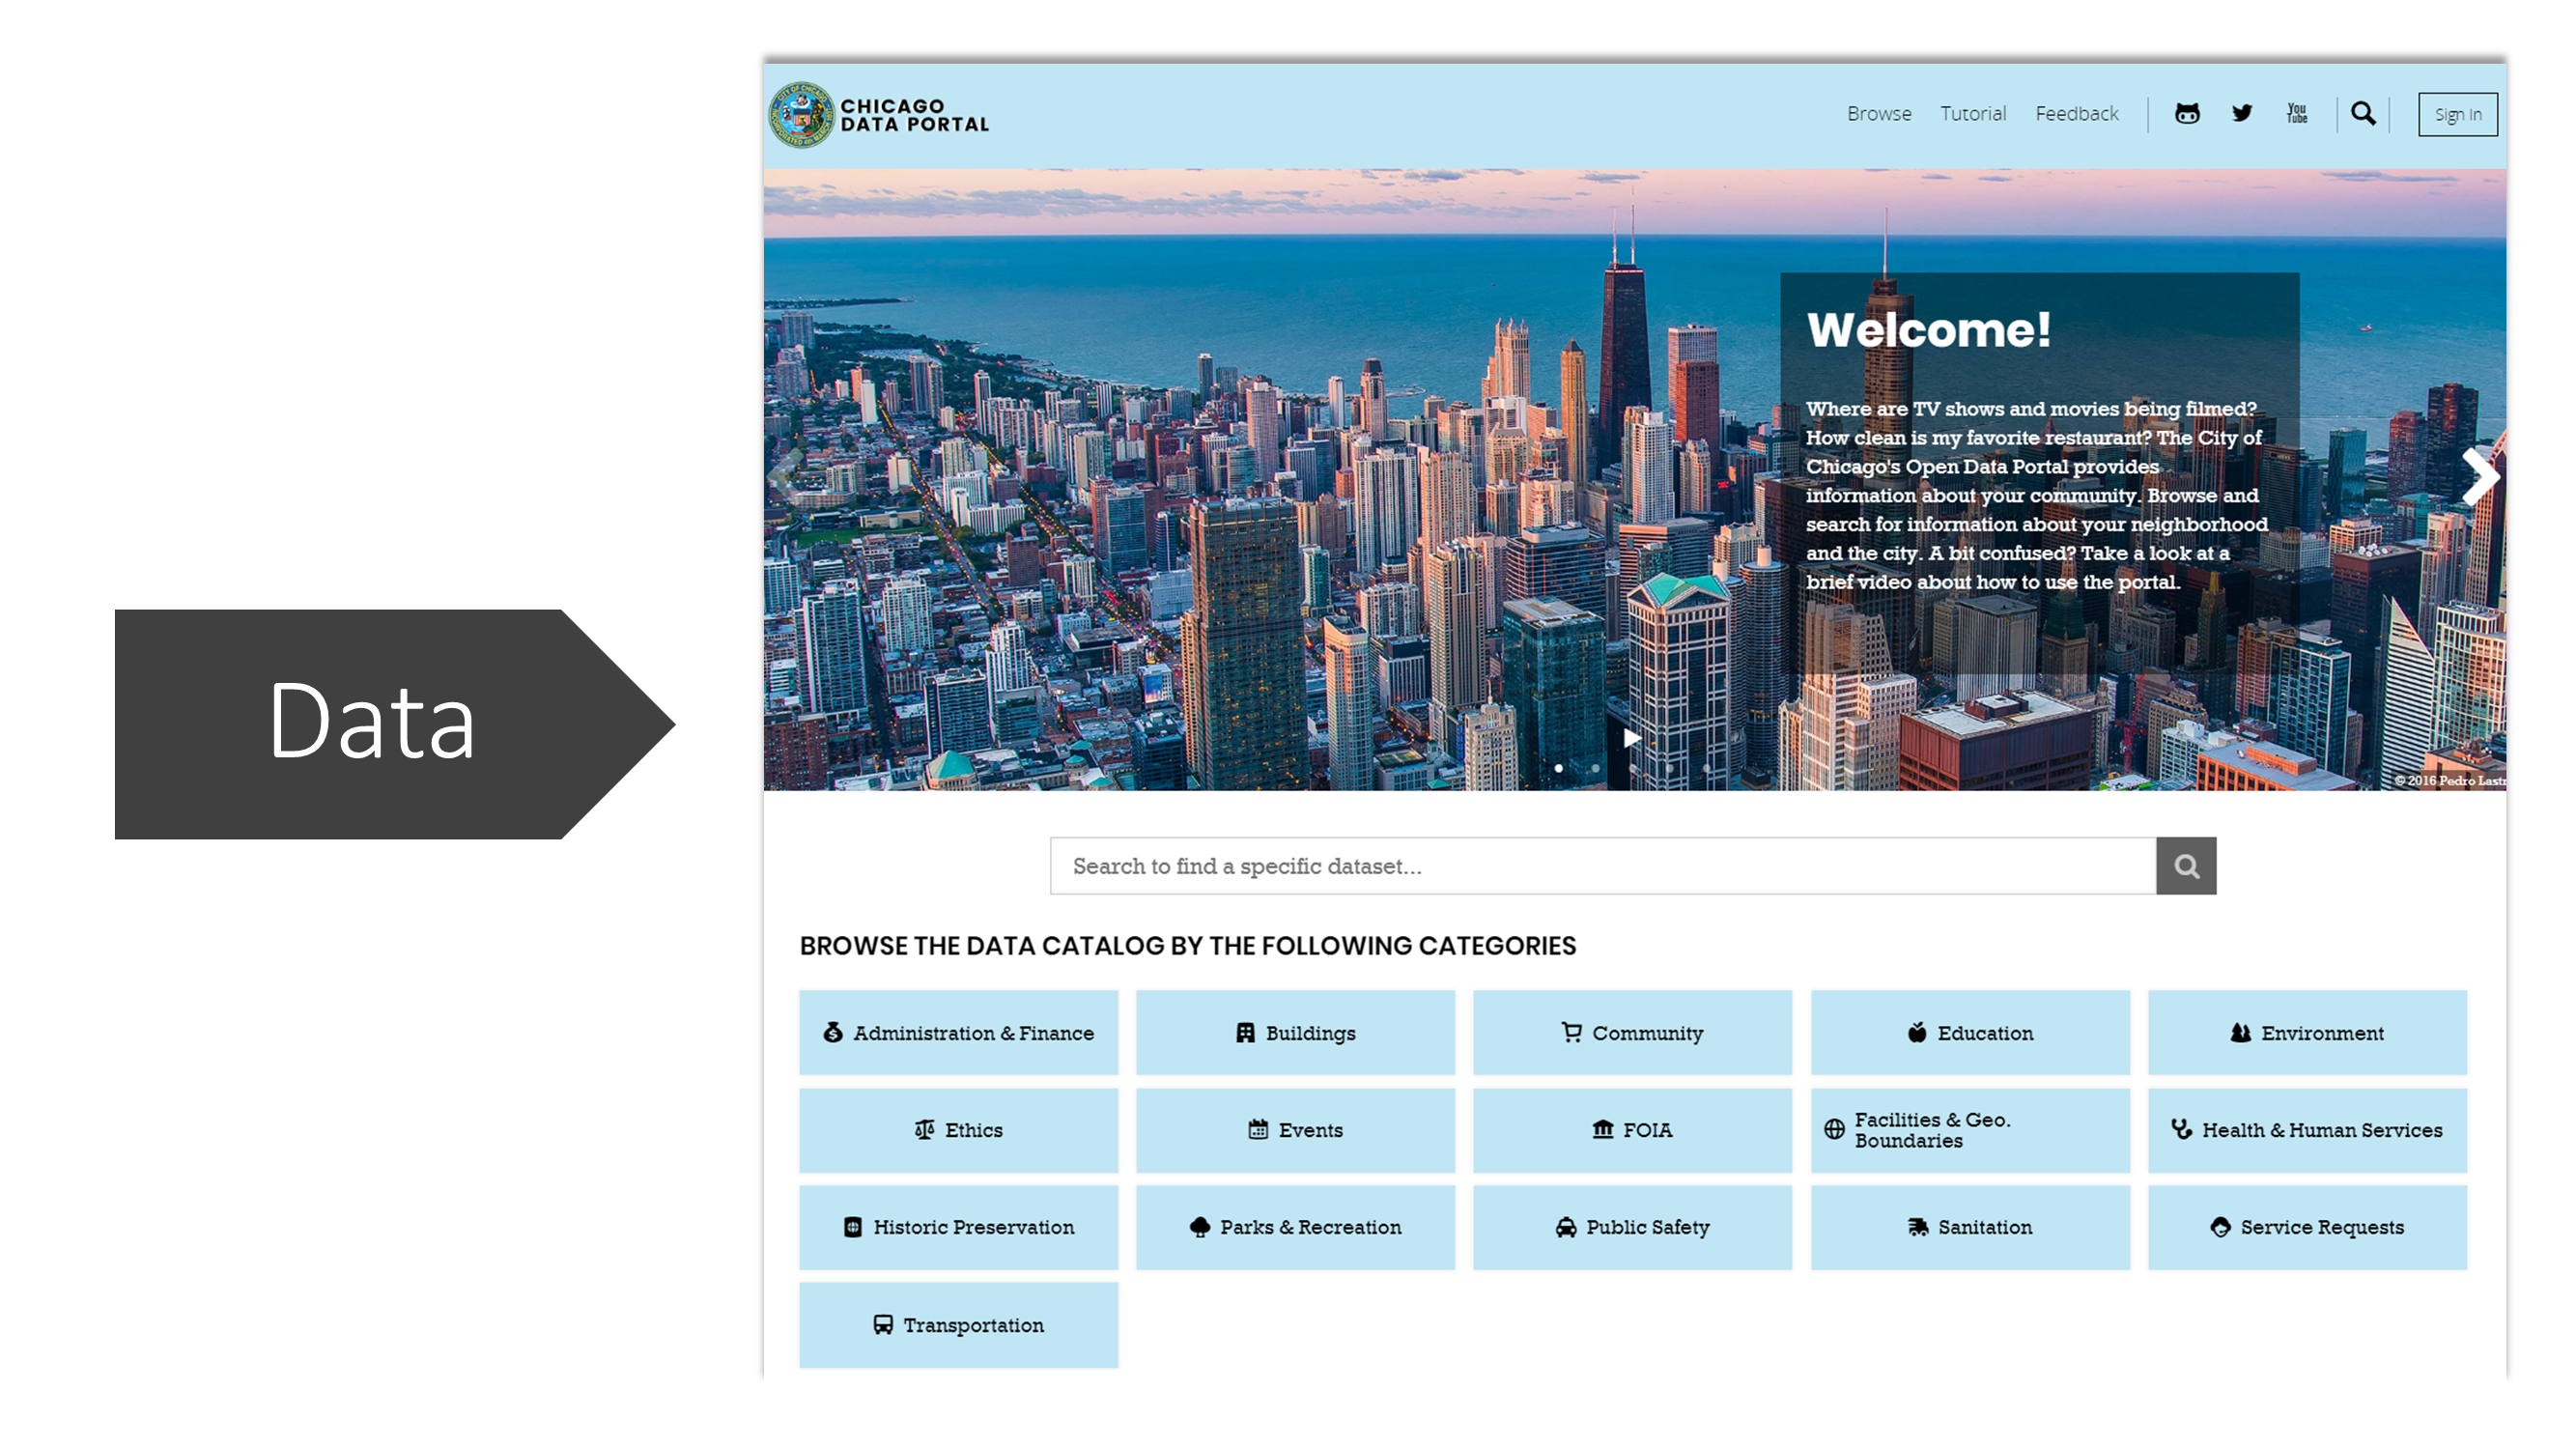 Data
CHICAGO
DATA PORTAL
Browse
Tutorial
Feedback
You
Tube
Sign In
Welcome!
Where are TV shows and movies being filmed?
How clean is my favorite restaurant? The City of
Chicago's Open Data Portal provides
information about your community. Browse and
search for information about your neighborhood
and the city. A bit confused? Take a look at a
brief video about how to use the portal.
© 2016 Pedro
Search to find a specific dataset...
BROWSE THE DATA CATALOG BY THE FOLLOWING CATEGORIES
Administration & Finance
Buildings
Community
Education
Environment
Ethics
Events
FOIA
Facilities & Geo.
Boundaries
Health & Human Services
Historic Preservation
Parks & Recreation
Public Safety
Sanitation
Service Requests
Transportation